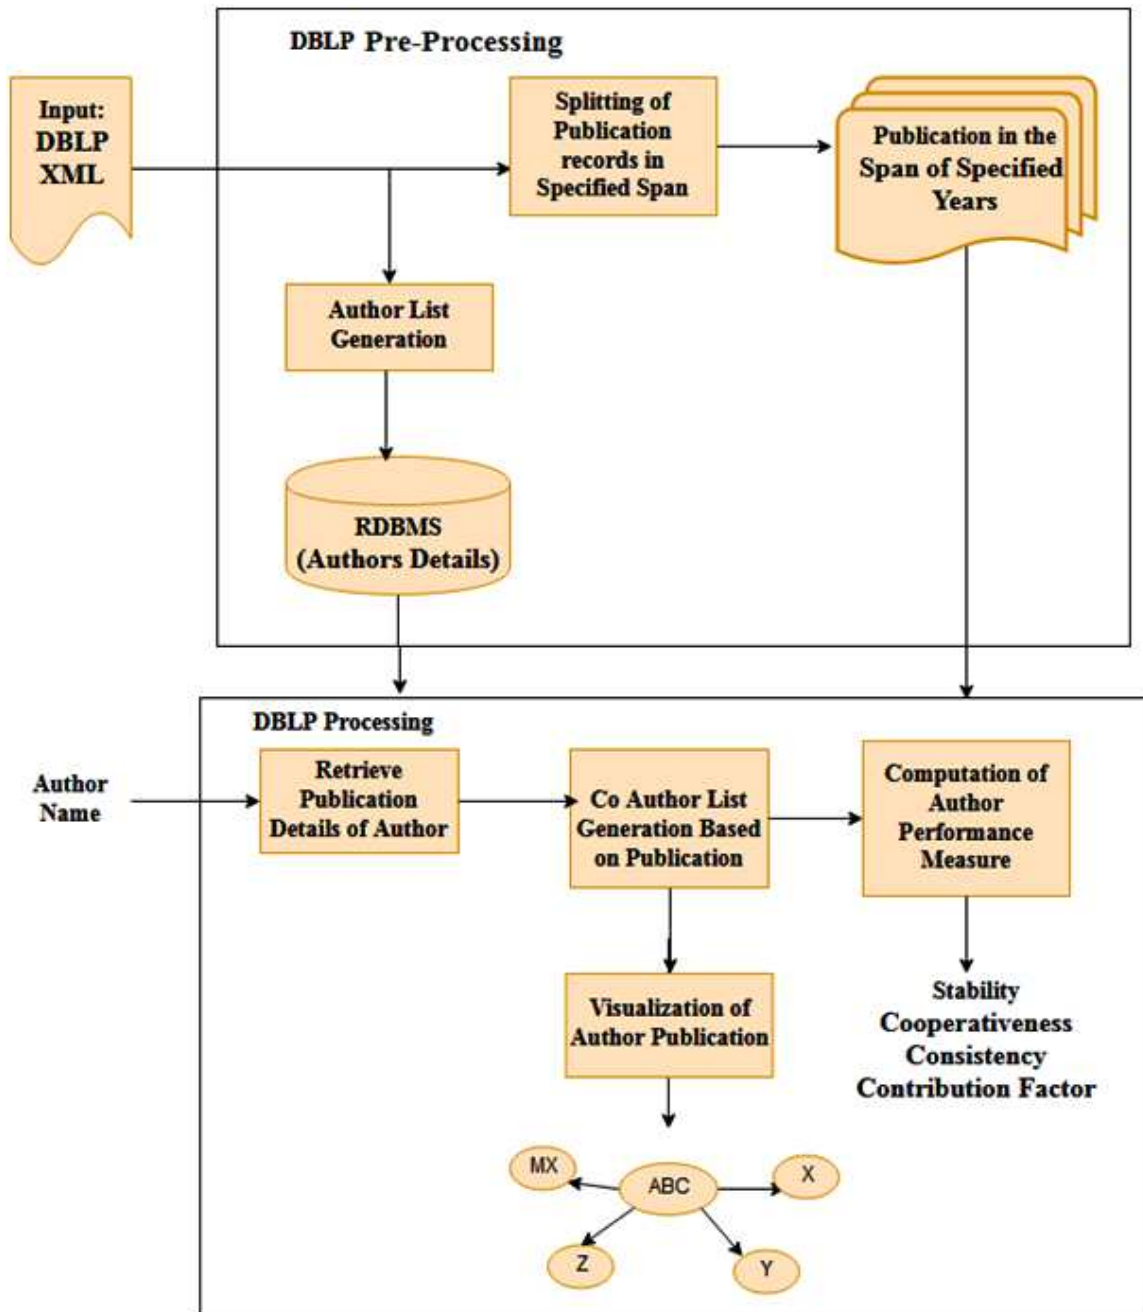 DBLP Pre-Processing
Input:
DBLP
XML
Splitting of
Publication
records in
Specified Span
Publication in the
Span of Specified
Years
Author List
Generation
RDBMS
(Authors Details)
DBLP Processing
Author
Name
Retrieve
Publication
Details of Author
Co Author List
Generation Based
on Publication
Computation of
Author
Performance
Measure
Visualization of
Author Publication
Stability
Cooperativeness
Consistency
Contribution Factor
MX
ABC
X
Z
Y